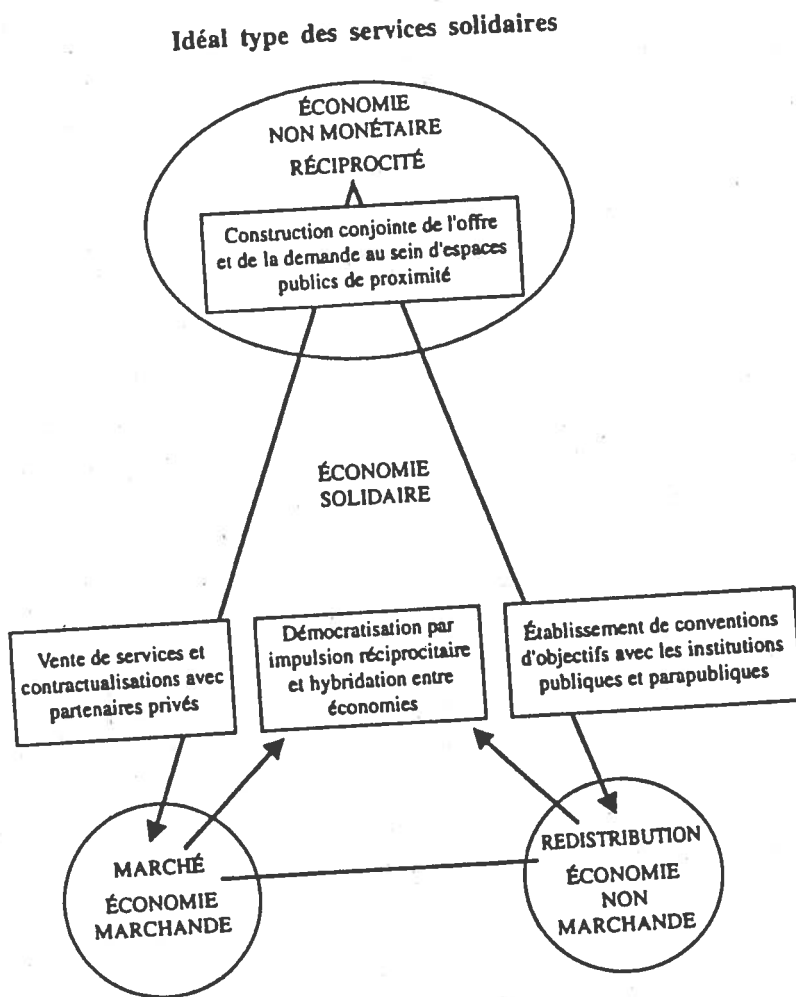 Idéal type des services solidaires
ÉCONOMIE
NON MONÉTAIRE
RÉCIPROCITÉ
Construction conjointe de l'offre
et de la demande au sein d'espaces
publics de proximité
ÉCONOMIE
SOLIDAIRE
Vente de services et
contractualisations avec
partenaires privés
Démocratisation par
impulsion réciprocitaire
et hybridation entre
économies
Établissement de conventions
d'objectifs avec les institutions
publiques et parapubliques
MARCHÉ
ÉCONOMIE
MARCHANDE
REDISTRIBUTION
ÉCONOMIE
NON
MARCHANDE